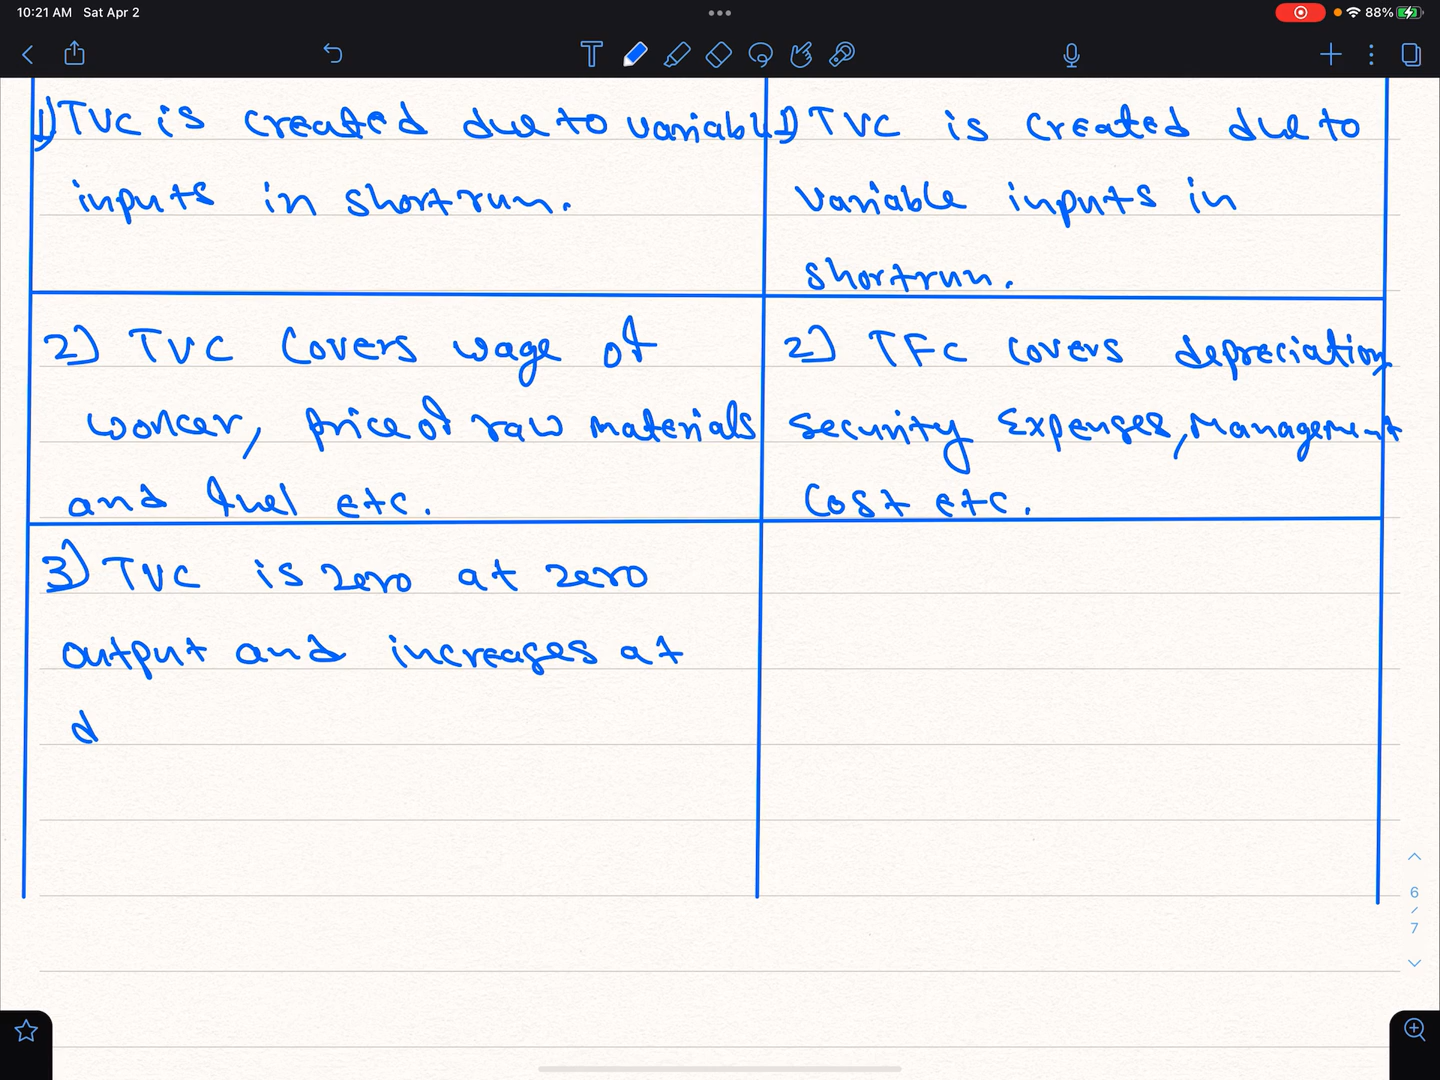 10:21 AM Sat Apr 2
88%
1) TVC is created due to variabl
inputs in shortrun.
1) TVC is created due to
variable inputs in
shortrun.
2) TVC covers wage of
worker, price of raw materials
and fuel etc.
2) TFC covers depreciation
security expenses, management
cost etc.
3) TVC is zero at zero
output and increases at
d
6
/
7